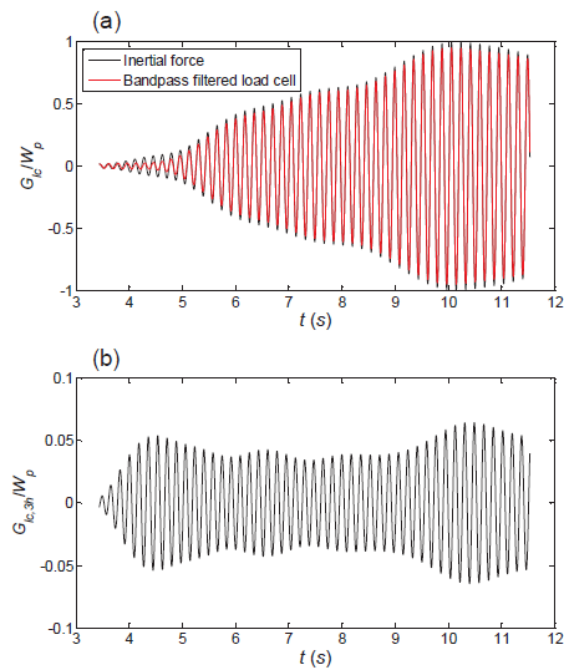 (a)
1
0.5
0
-0.5
-1
G_lc/W_p
Inertial force
Bandpass filtered load cell
3 4 5 6 7 8 9 10 11 12
t (s)
(b)
0.1
0.05
0
-0.05
-0.1
G_lc,3h/W_p
3 4 5 6 7 8 9 10 11 12
t (s)